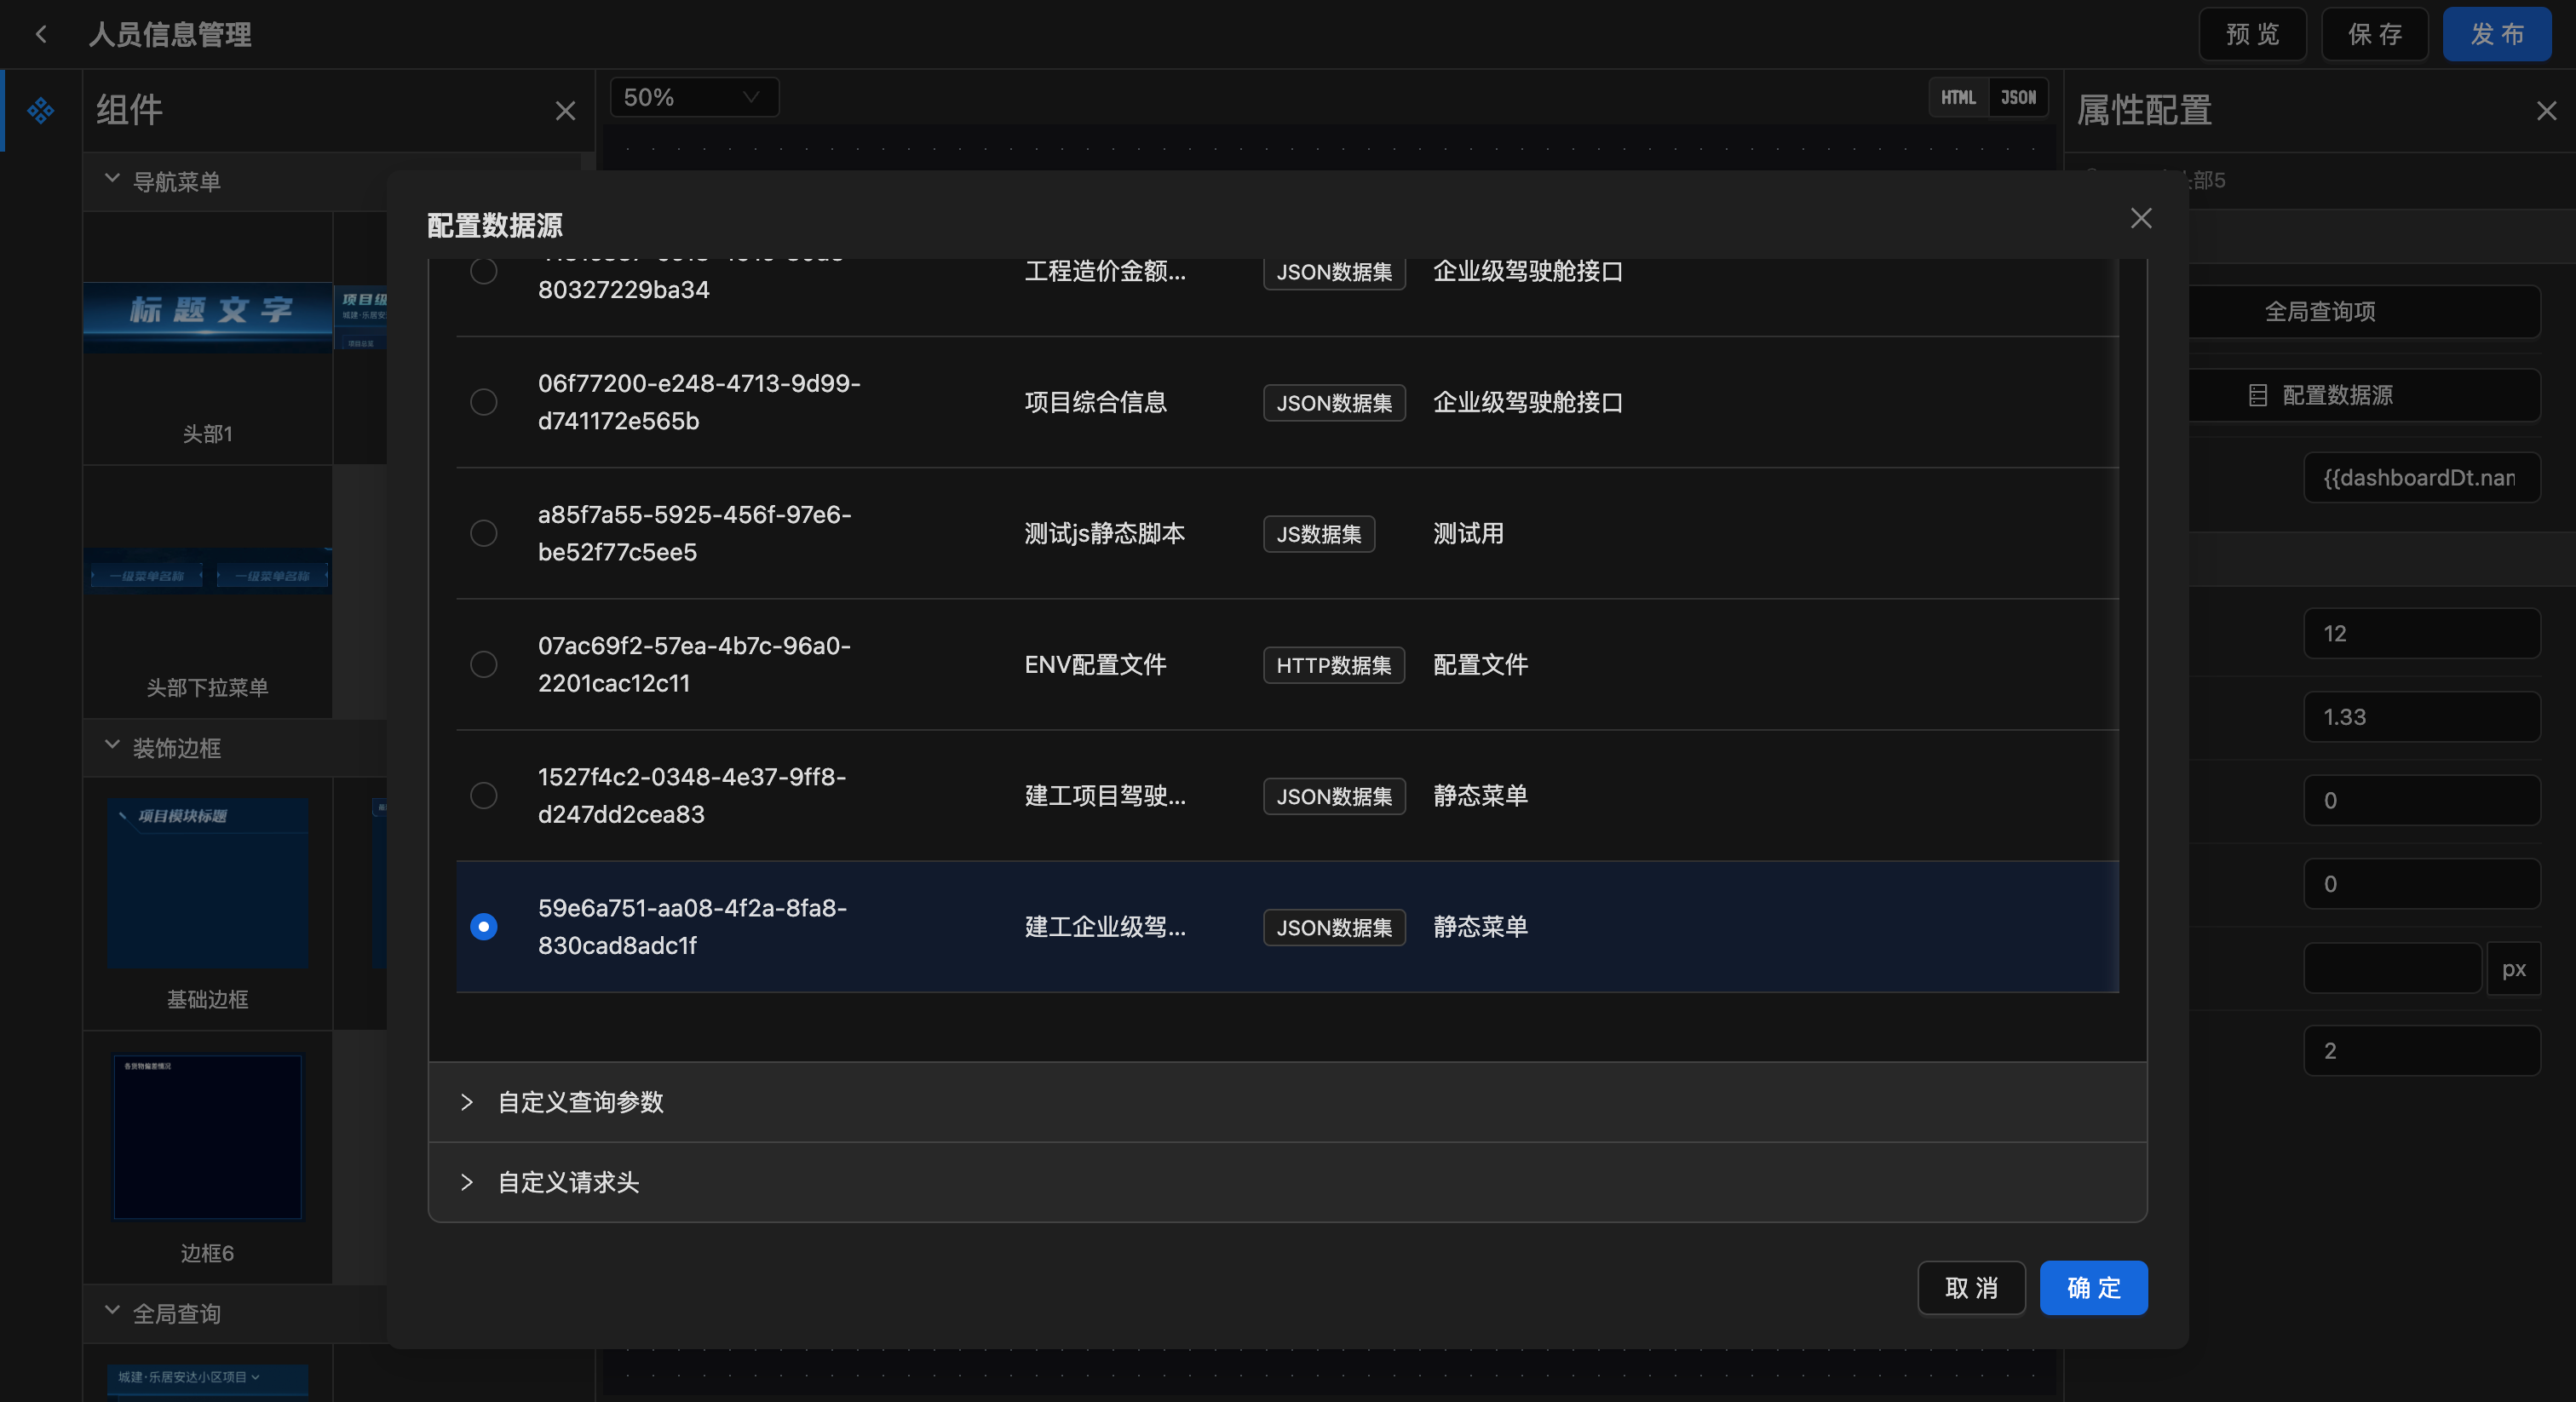 人员信息管理
预 览
保 存
发 布
组件
50%
HTML
JSON
属性配置
导航菜单
头部5
配置数据源
标题文字
头部1
80327229ba34
工程造价金额...
JSON数据集
企业级驾驶舱接口
全局查询项
06f77200-e248-4713-9d99-
d741172e565b
项目综合信息
JSON数据集
企业级驾驶舱接口
配置数据源
{{dashboardDt.nan
a85f7a55-5925-456f-97e6-
be52f77c5ee5
测试js静态脚本
JS数据集
测试用
一级菜单名称
一级菜单名称
头部下拉菜单
07ac69f2-57ea-4b7c-96a0-
2201cac12c11
ENV配置文件
HTTP数据集
配置文件
12
1.33
装饰边框
1527f4c2-0348-4e37-9ff8-
d247dd2cea83
建工项目驾驶...
JSON数据集
静态菜单
0
项目模块标题
基础边框
59e6a751-aa08-4f2a-8fa8-
830cad8adc1f
建工企业级驾...
JSON数据集
静态菜单
0
px
2
边框6
自定义查询参数
自定义请求头
全局查询
城建·乐居安达小区项目
取 消
确 定